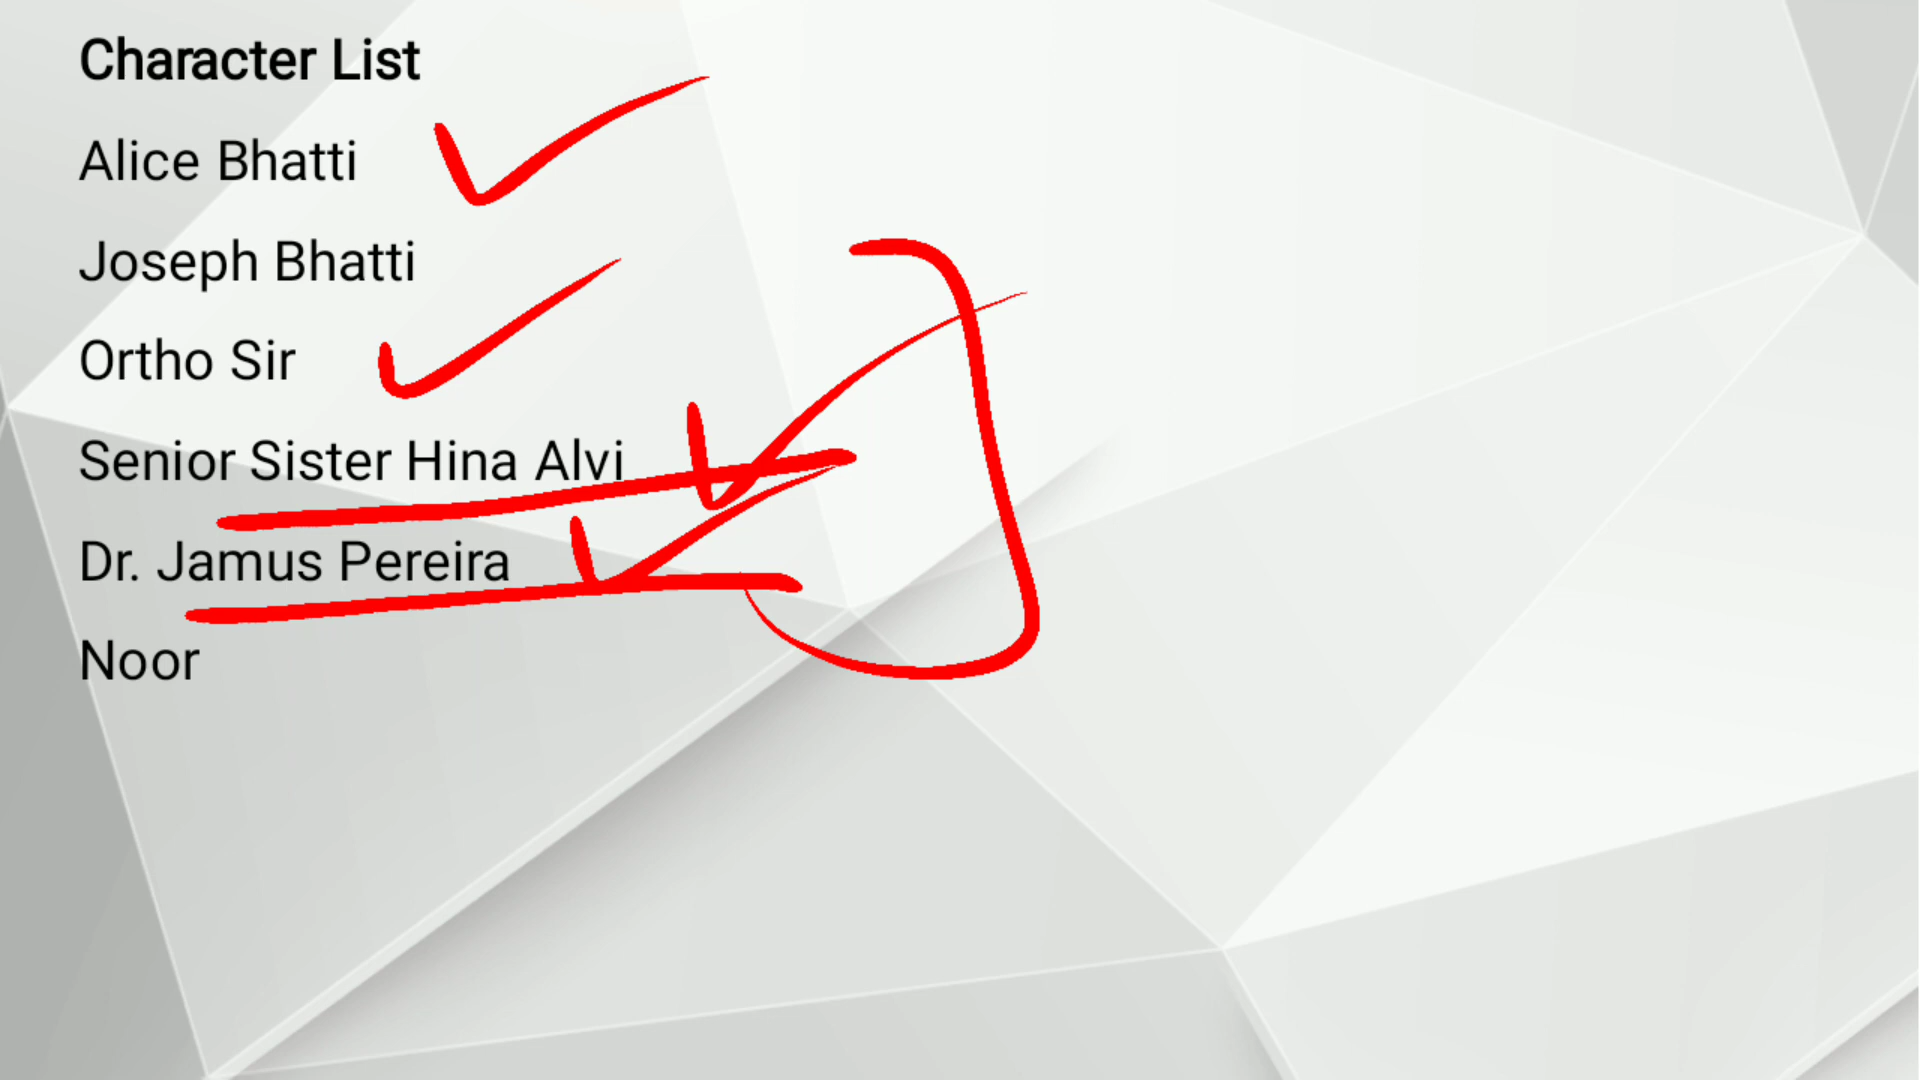 Character List
Alice Bhatti
Joseph Bhatti
Ortho Sir
Senior Sister Hina Alvi
Dr. Jamus Pereira
Noor